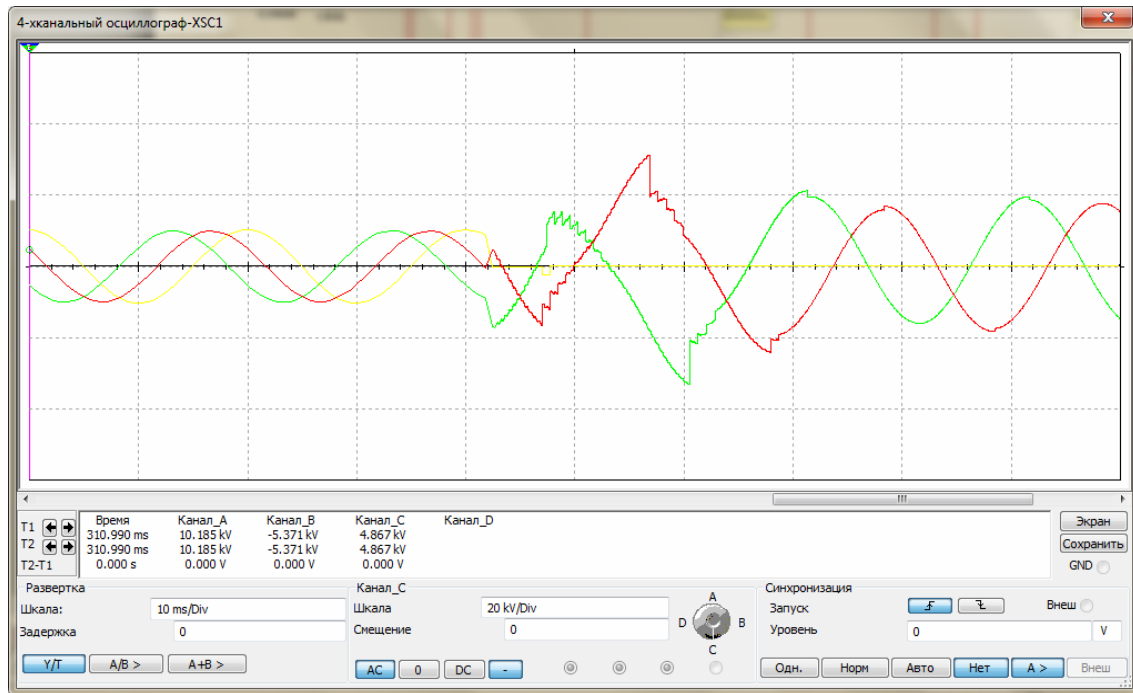 4-хканальный осциллограф-XSC1
Время Канал_A Канал_B Канал_C Канал_D
T1 310.990 ms 10.185 kV -5.371 kV 4.867 kV
T2 310.990 ms 10.185 kV -5.371 kV 4.867 kV
T2-T1 0.000 s 0.000 V 0.000 V 0.000 V
Экран
Сохранить
GND
Развертка
Шкала: 10 ms/Div
Задержка 0
Y/T A/B > A+B >
Канал_C
Шкала 20 kV/Div
Смещение 0
AC 0 DC -
A
D B
C
Синхронизация
Запуск Внеш
Уровень 0 V
Одн. Норм Авто Нет A > Внеш